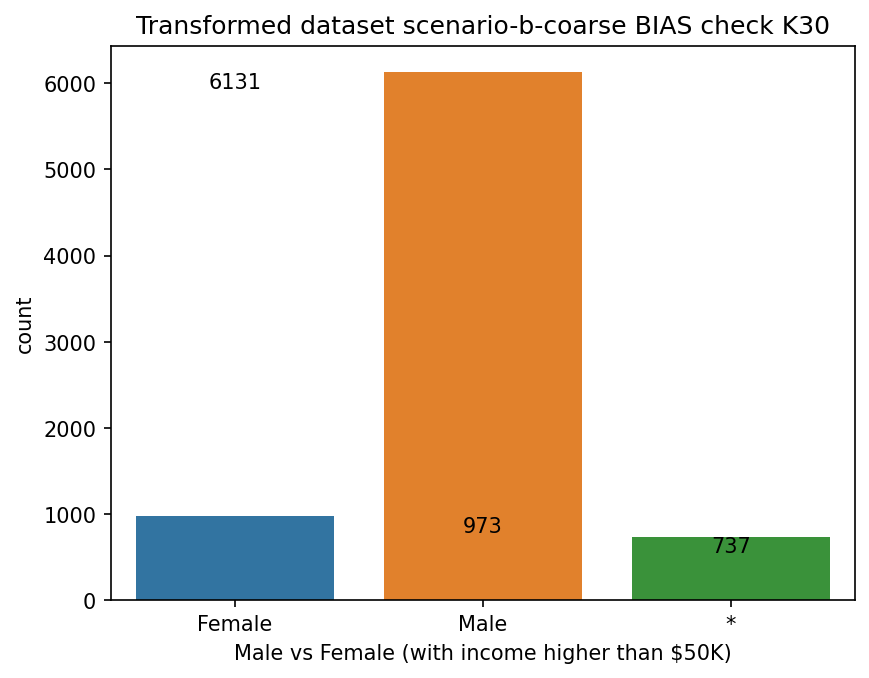 Transformed dataset scenario-b-coarse BIAS check K30
6000
5000
4000
3000
2000
1000
0
count
6131
973
737
Female
Male
*
Male vs Female (with income higher than $50K)